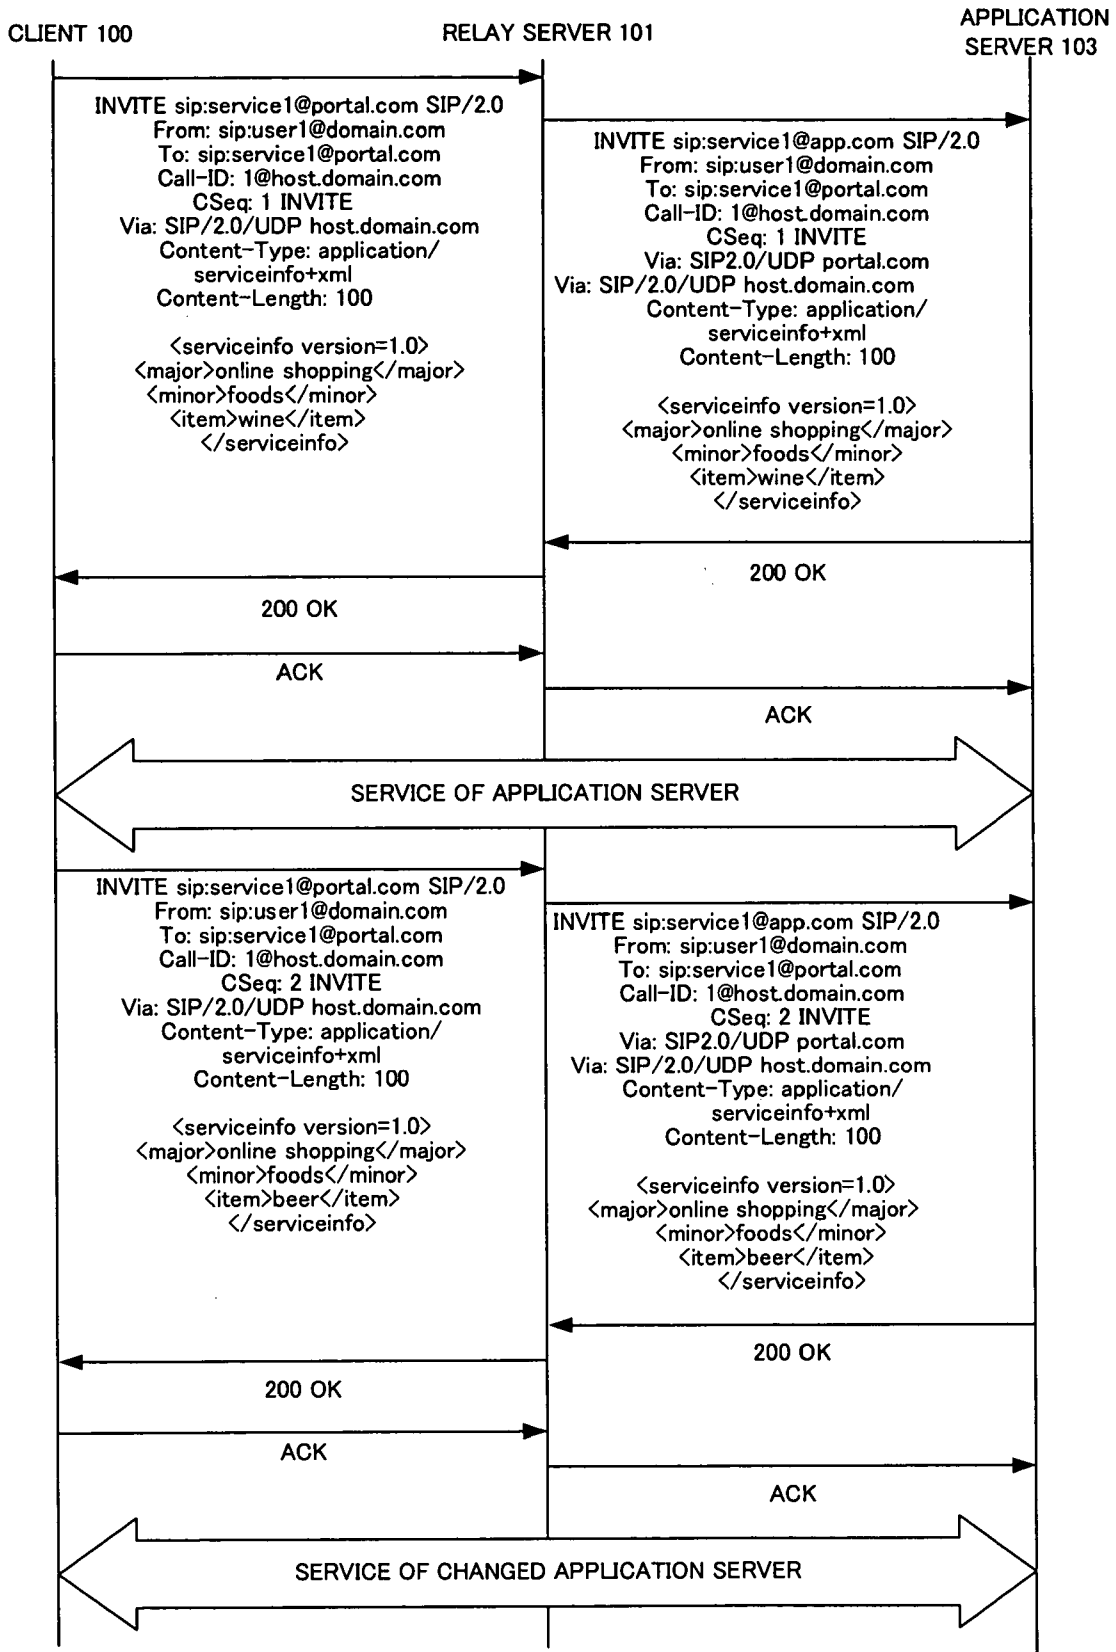 CLIENT 100
RELAY SERVER 101
APPLICATION
SERVER 103
INVITE sip:service1@portal.com SIP/2.0
From: sip:user1@domain.com
To: sip:service1@portal.com
Call-ID: 1@host.domain.com
CSeq: 1 INVITE
Via: SIP/2.0/UDP host.domain.com
Content-Type: application/
serviceinfo+xml
Content-Length: 100
<serviceinfo version=1.0>
<major>online shopping</major>
<minor>foods</minor>
<item>wine</item>
</serviceinfo>
INVITE sip:service1@app.com SIP/2.0
From: sip:user1@domain.com
To: sip:service1@portal.com
Call-ID: 1@host.domain.com
CSeq: 1 INVITE
Via: SIP2.0/UDP portal.com
Via: SIP/2.0/UDP host.domain.com
Content-Type: application/
serviceinfo+xml
Content-Length: 100
<serviceinfo version=1.0>
<major>online shopping</major>
<minor>foods</minor>
<item>wine</item>
</serviceinfo>
200 OK
200 OK
ACK
ACK
SERVICE OF APPLICATION SERVER
INVITE sip:service1@portal.com SIP/2.0
From: sip:user1@domain.com
To: sip:service1@portal.com
Call-ID: 1@host.domain.com
CSeq: 2 INVITE
Via: SIP/2.0/UDP host.domain.com
Content-Type: application/
serviceinfo+xml
Content-Length: 100
<serviceinfo version=1.0>
<major>online shopping</major>
<minor>foods</minor>
<item>beer</item>
</serviceinfo>
INVITE sip:service1@app.com SIP/2.0
From: sip:user1@domain.com
To: sip:service1@portal.com
Call-ID: 1@host.domain.com
CSeq: 2 INVITE
Via: SIP2.0/UDP portal.com
Via: SIP/2.0/UDP host.domain.com
Content-Type: application/
serviceinfo+xml
Content-Length: 100
<serviceinfo version=1.0>
<major>online shopping</major>
<minor>foods</minor>
<item>beer</item>
</serviceinfo>
200 OK
200 OK
ACK
ACK
SERVICE OF CHANGED APPLICATION SERVER